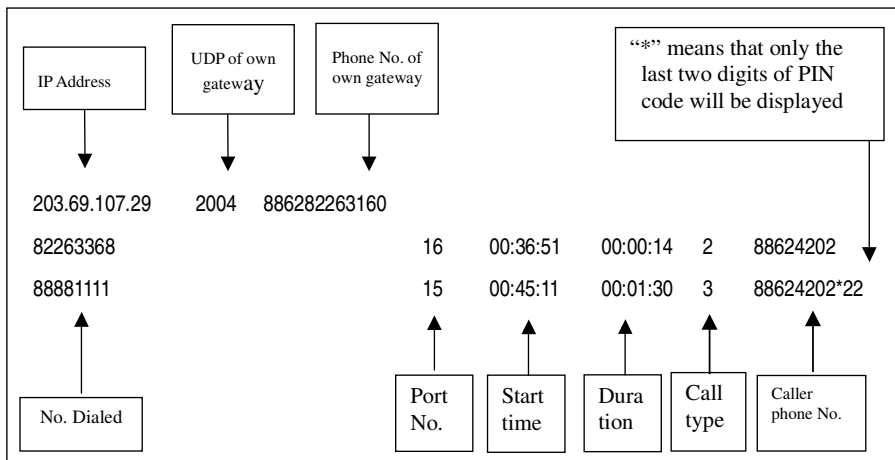 IP Address
UDP of own
gateway
Phone No. of
own gateway
“*” means that only the
last two digits of PIN
code will be displayed
203.69.107.29 2004 886282263160
82263368 16 00:36:51 00:00:14 2 88624202
88881111 15 00:45:11 00:01:30 3 88624202*22
No. Dialed
Port
No.
Start
time
Dura
tion
Call
type
Caller
phone No.